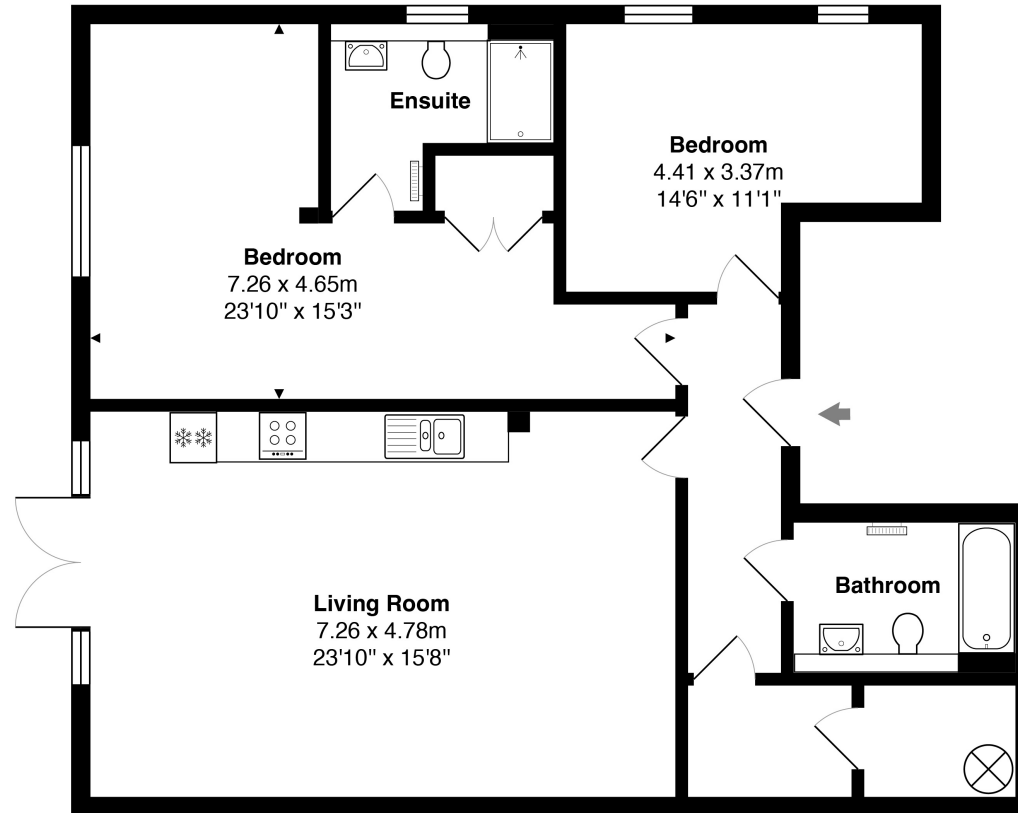 Ensuite
Bedroom
4.41 x 3.37m
14'6" x 11'1"
Bedroom
7.26 x 4.65m
23'10" x 15'3"
Living Room
7.26 x 4.78m
23'10" x 15'8"
Bathroom